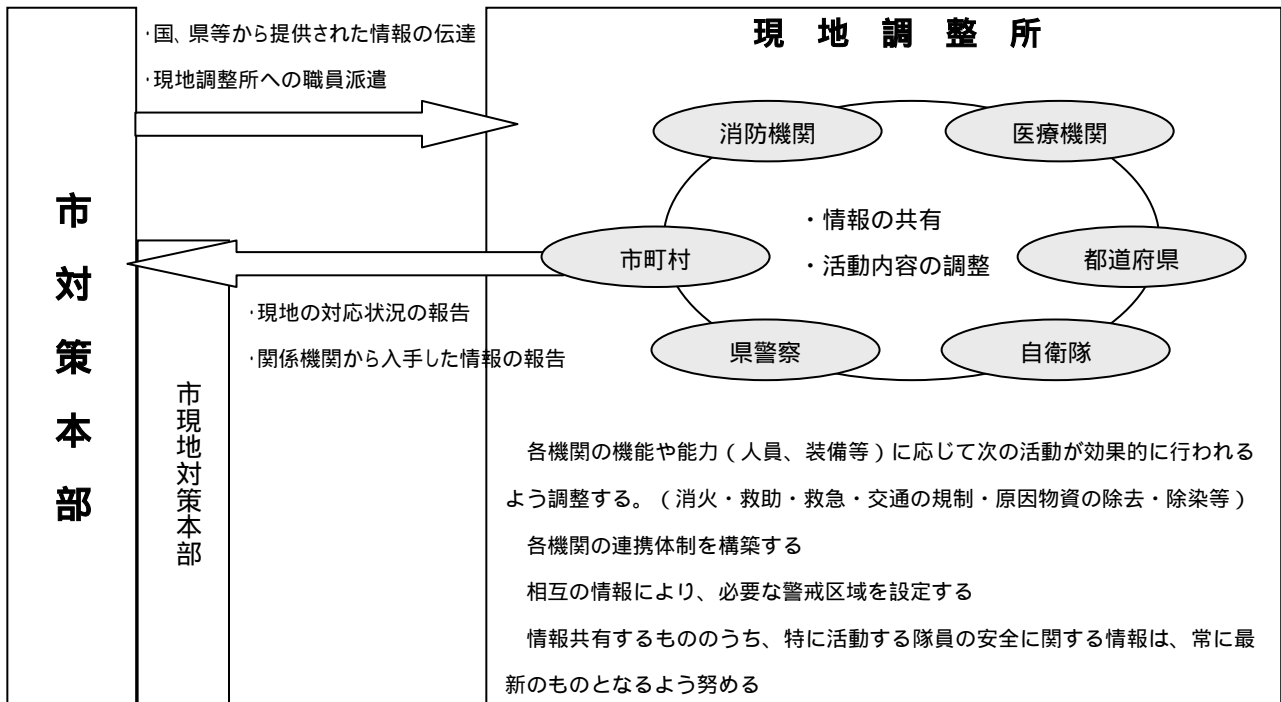 ・国、県等から提供された情報の伝達
・現地調整所への職員派遣
市対策本部
市現地対策本部
・現地の対応状況の報告
・関係機関から入手した情報の報告
現地調整所
消防機関
医療機関
市町村
・情報の共有
・活動内容の調整
都道府県
県警察
自衛隊
各機関の機能や能力(人員、装備等)に応じて次の活動が効果的に行われる
よう調整する。(消火・救助・救急・交通の規制・原因物資の除去・除染等)
各機関の連携体制を構築する
相互の情報により、必要な警戒区域を設定する
情報共有するもののうち、特に活動する隊員の安全に関する情報は、常に最
新のものとなるよう努める